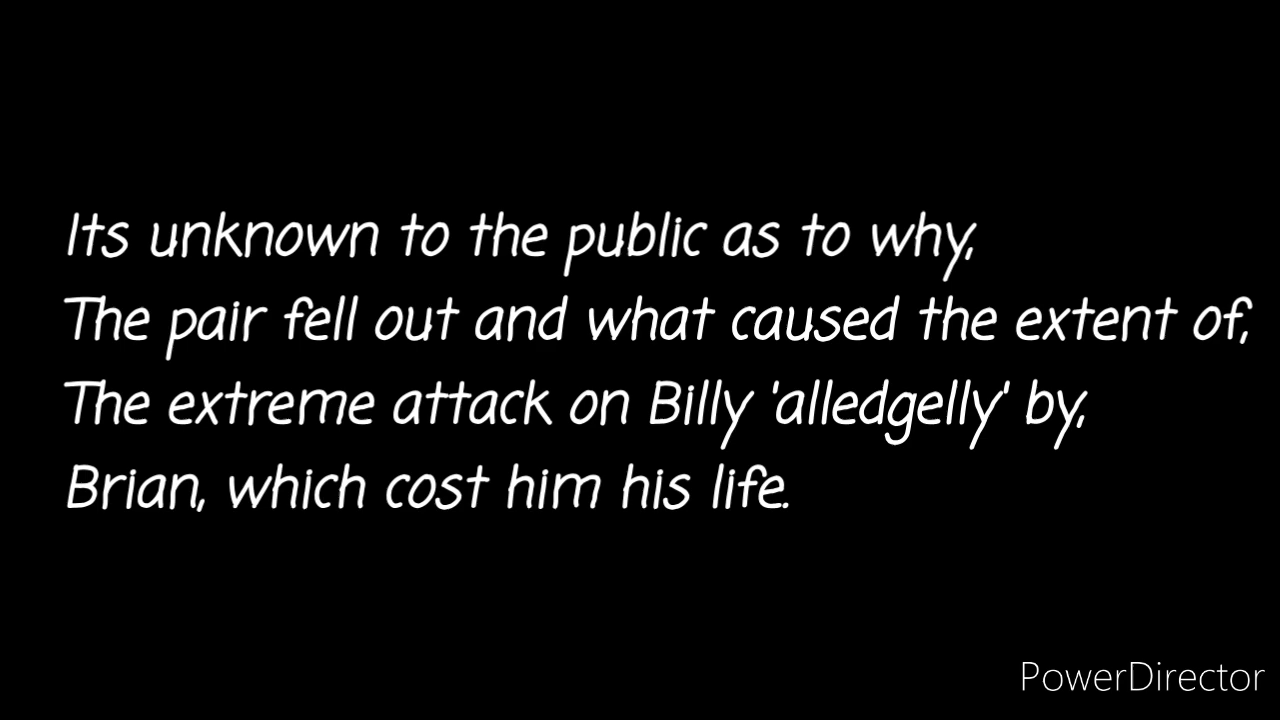 Its unknown to the public as to why,
The pair fell out and what caused the extent of,
The extreme attack on Billy 'alledgelly' by,
Brian, which cost him his life.
PowerDirector